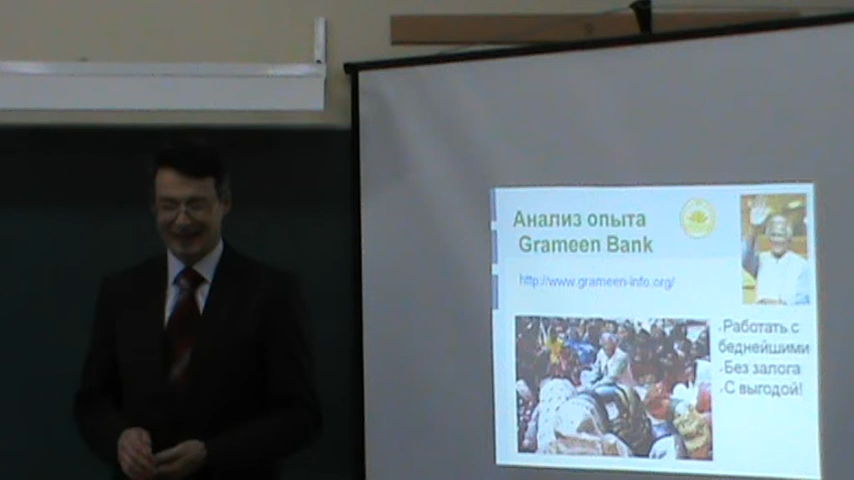 Анализ опыта
Grameen Bank
http://www.grameen-info.org/
Работать с
беднейшими
Без залога
С выгодой!